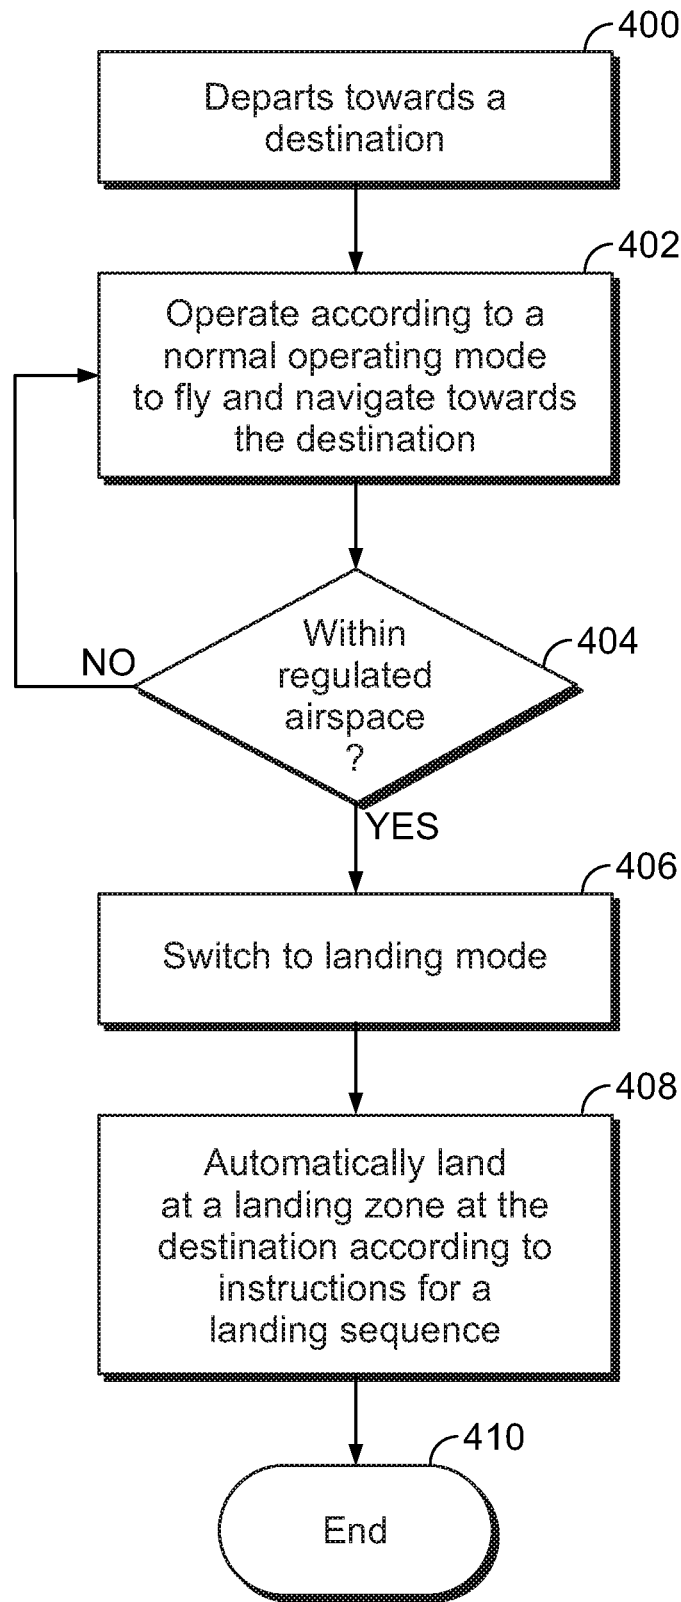 400
Departs towards a
destination
402
Operate according to a
normal operating mode
to fly and navigate towards
the destination
404
Within
regulated
airspace
?
NO
YES
406
Switch to landing mode
408
Automatically land
at a landing zone at the
destination according to
instructions for a
landing sequence
410
End